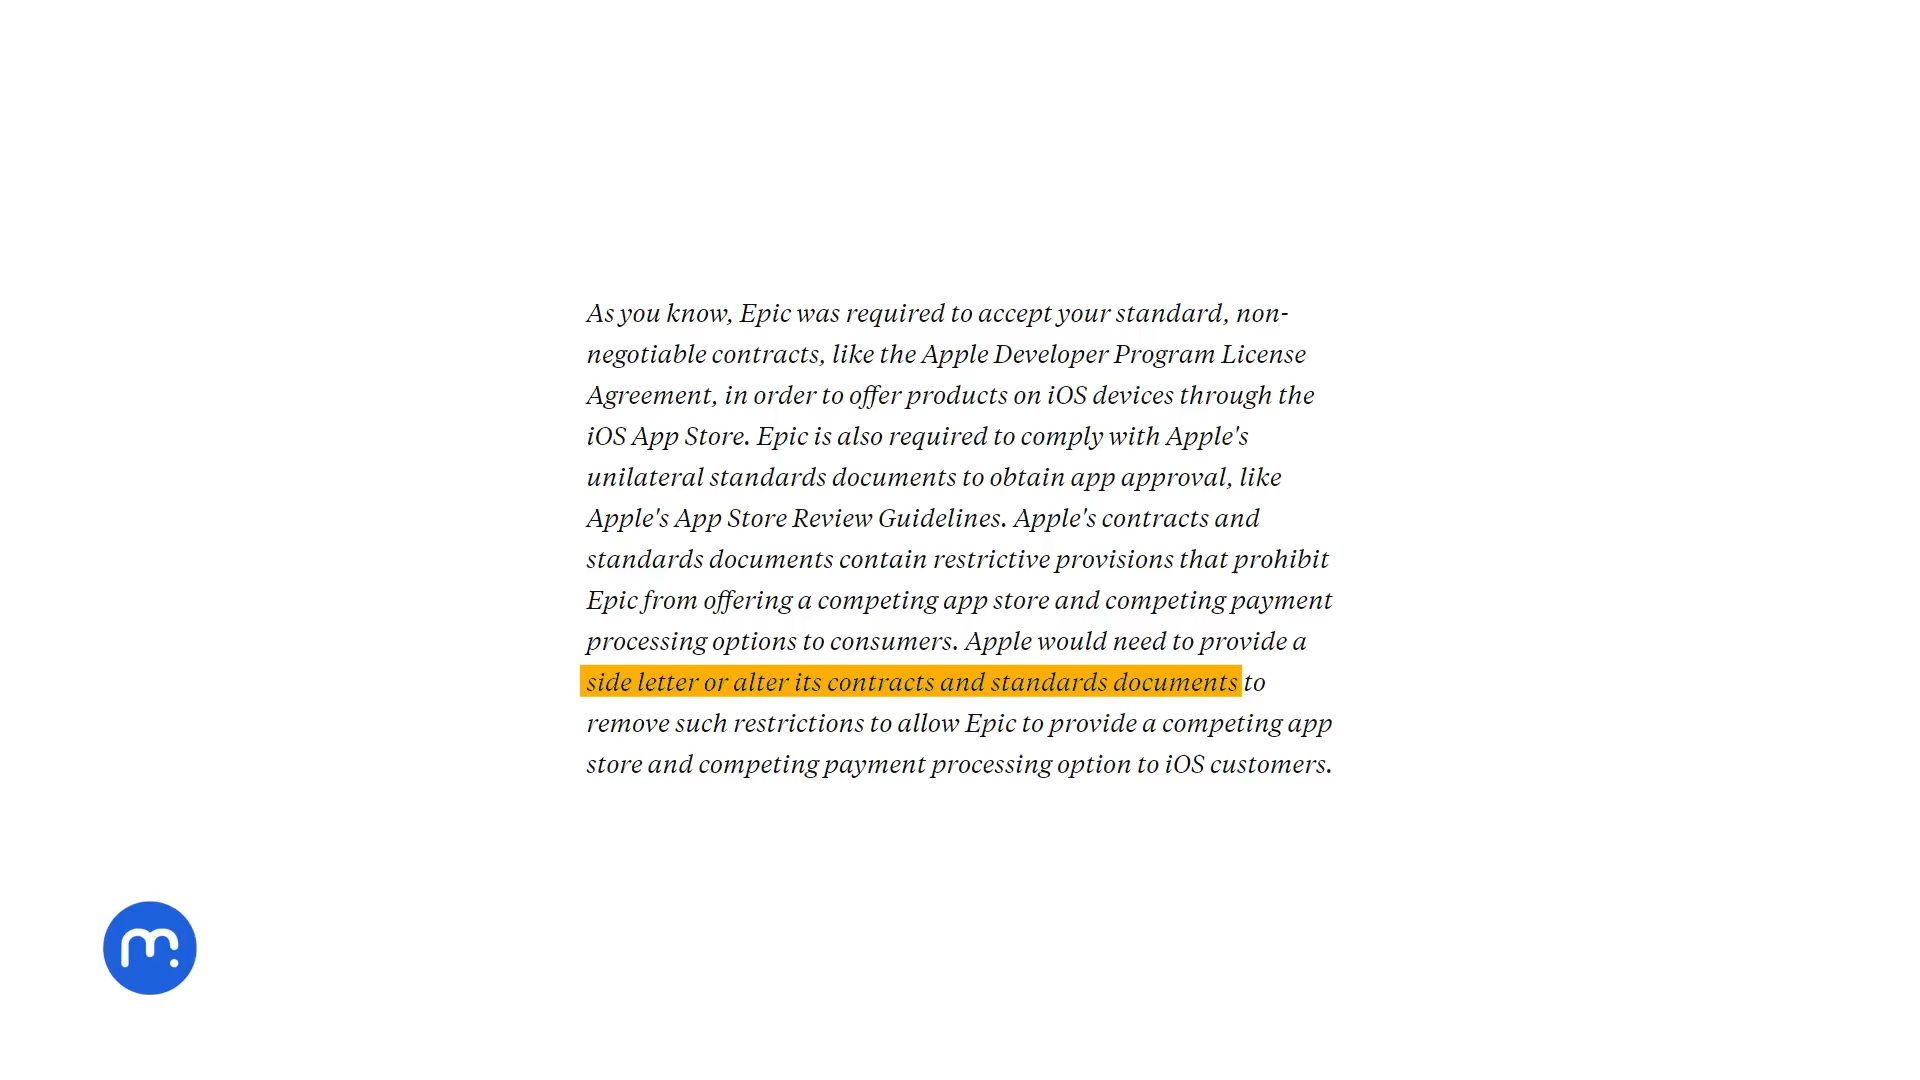 As you know, Epic was required to accept your standard, non-
negotiable contracts, like the Apple Developer Program License
Agreement, in order to offer products on iOS devices through the
iOS App Store. Epic is also required to comply with Apple's
unilateral standards documents to obtain app approval, like
Apple's App Store Review Guidelines. Apple's contracts and
standards documents contain restrictive provisions that prohibit
Epic from offering a competing app store and competing payment
processing options to consumers. Apple would need to provide a
side letter or alter its contracts and standards documents to
remove such restrictions to allow Epic to provide a competing app
store and competing payment processing option to iOS customers.
m.